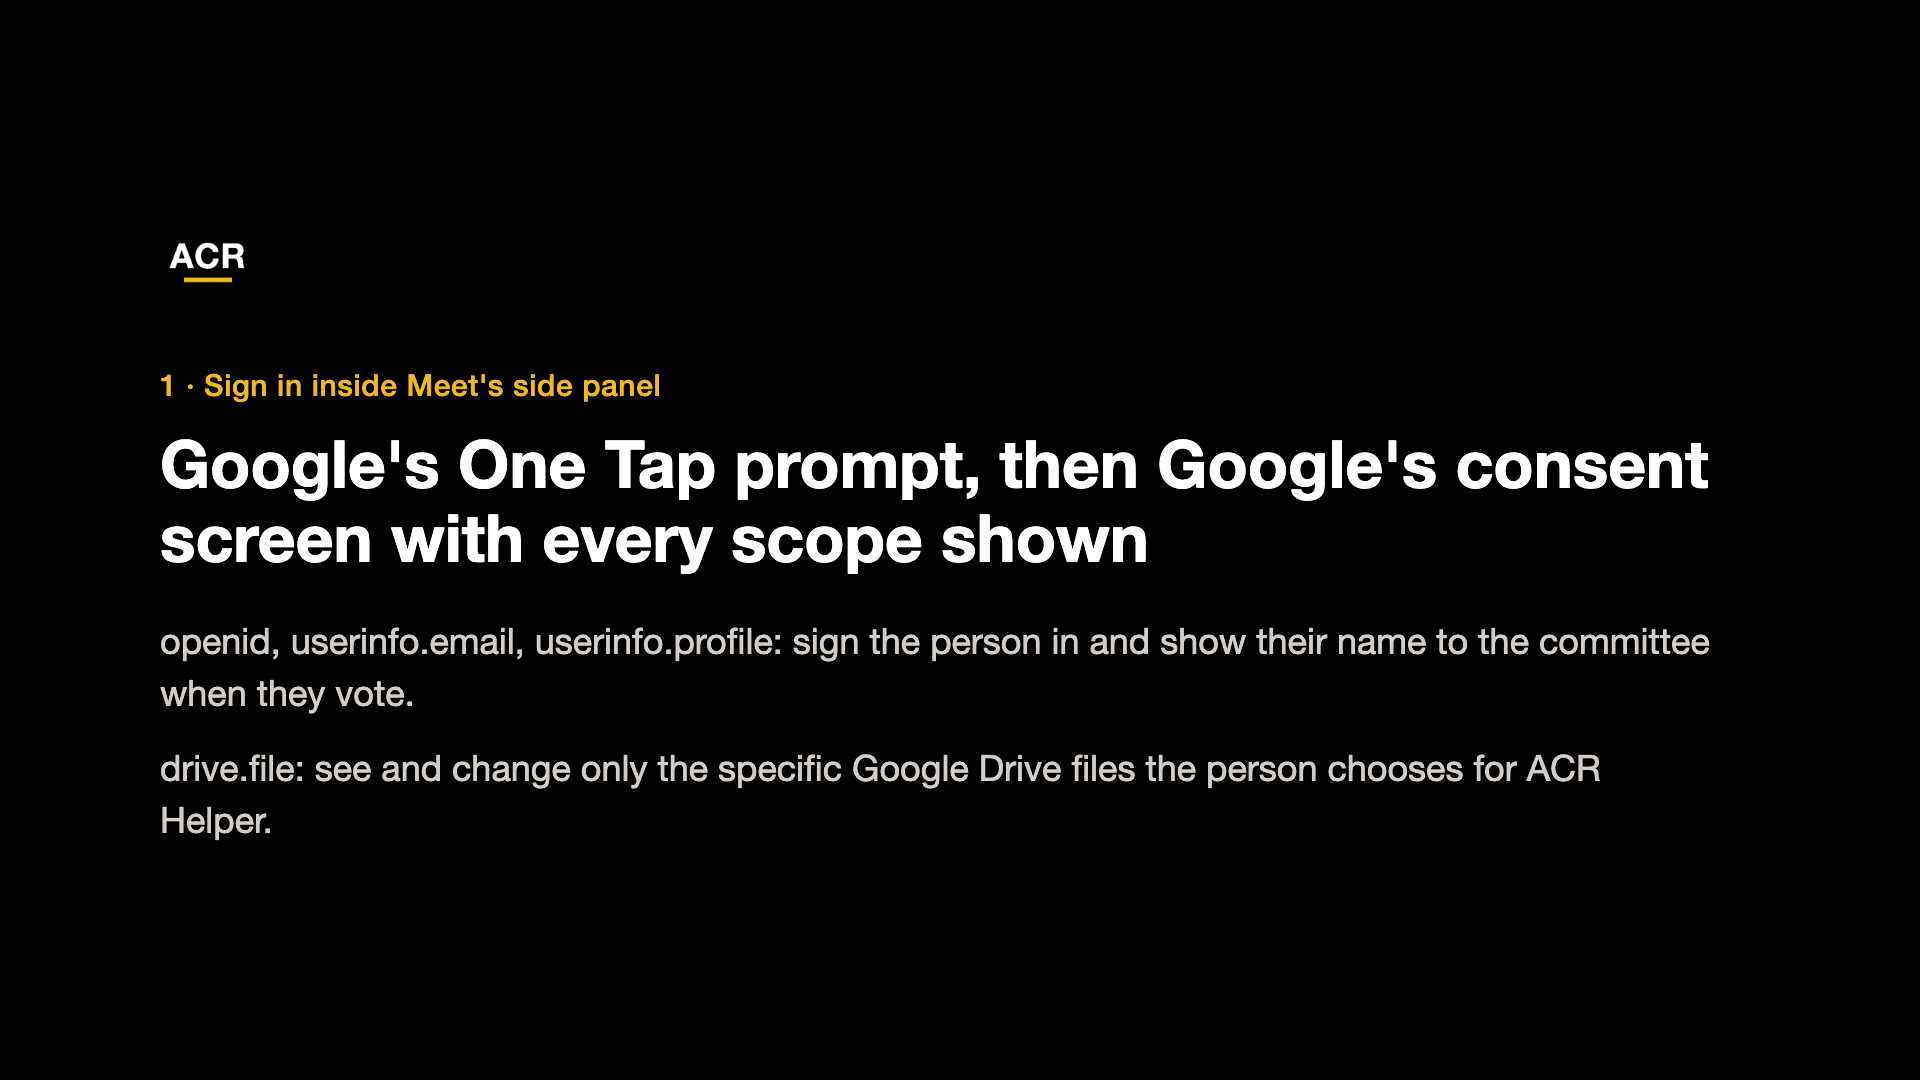 ACR
1 · Sign in inside Meet's side panel
Google's One Tap prompt, then Google's consent
screen with every scope shown
openid, userinfo.email, userinfo.profile: sign the person in and show their name to the committee
when they vote.
drive.file: see and change only the specific Google Drive files the person chooses for ACR
Helper.